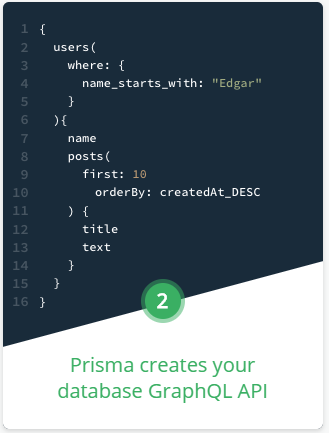 1 {
2 users(
3 where: {
4 name_starts_with: "Edgar"
5 }
6 ){
7 name
8 posts(
9 first: 10
10 orderBy: createdAt_DESC
11 ) {
12 title
13 text
14 }
15 }
16 }
2
Prisma creates your
database GraphQL API